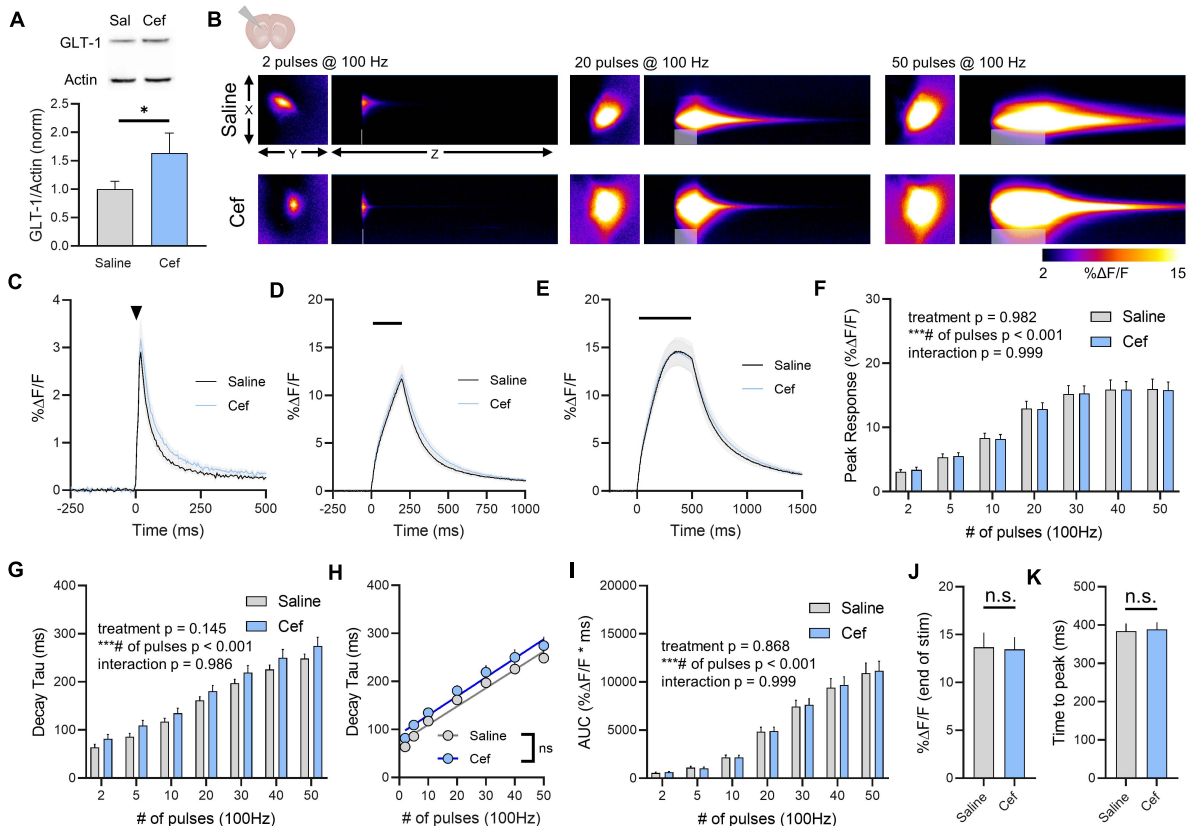 A
Sal Cef
GLT-1
Actin
GLT-1/Actin (norm)
2.5
2.0
1.5
1.0
0.5
0.0
*
Saline
Cef
B
2 pulses @ 100 Hz
20 pulses @ 100 Hz
50 pulses @ 100 Hz
Saline
X
Y
Z
Cef
2
%ΔF/F
15
C
%ΔF/F
4
3
2
1
0
Saline
Cef
-250
0
250
500
Time (ms)
D
%ΔF/F
20
15
10
5
0
Saline
Cef
-250
0
250
500
750
1000
Time (ms)
E
%ΔF/F
20
15
10
5
0
Saline
Cef
0
500
1000
1500
Time (ms)
F
Peak Response (%ΔF/F)
30
20
10
0
treatment p = 0.982
***# of pulses p < 0.001
interaction p = 0.999
Saline
Cef
2
5
10
20
30
40
50
# of pulses (100Hz)
G
Decay Tau (ms)
400
300
200
100
0
Saline
Cef
treatment p = 0.145
***# of pulses p < 0.001
interaction p = 0.986
2
5
10
20
30
40
50
# of pulses (100Hz)
H
Decay Tau (ms)
400
300
200
100
0
Saline
Cef
ns
0
10
20
30
40
50
# of pulses (100Hz)
I
AUC (%ΔF/F * ms)
20000
15000
10000
5000
0
Saline
Cef
treatment p = 0.868
***# of pulses p < 0.001
interaction p = 0.999
2
5
10
20
30
40
50
# of pulses (100Hz)
J
%ΔF/F (end of stim)
20
15
10
5
0
n.s.
Saline
Cef
K
Time to peak (ms)
500
400
300
200
100
0
n.s.
Saline
Cef